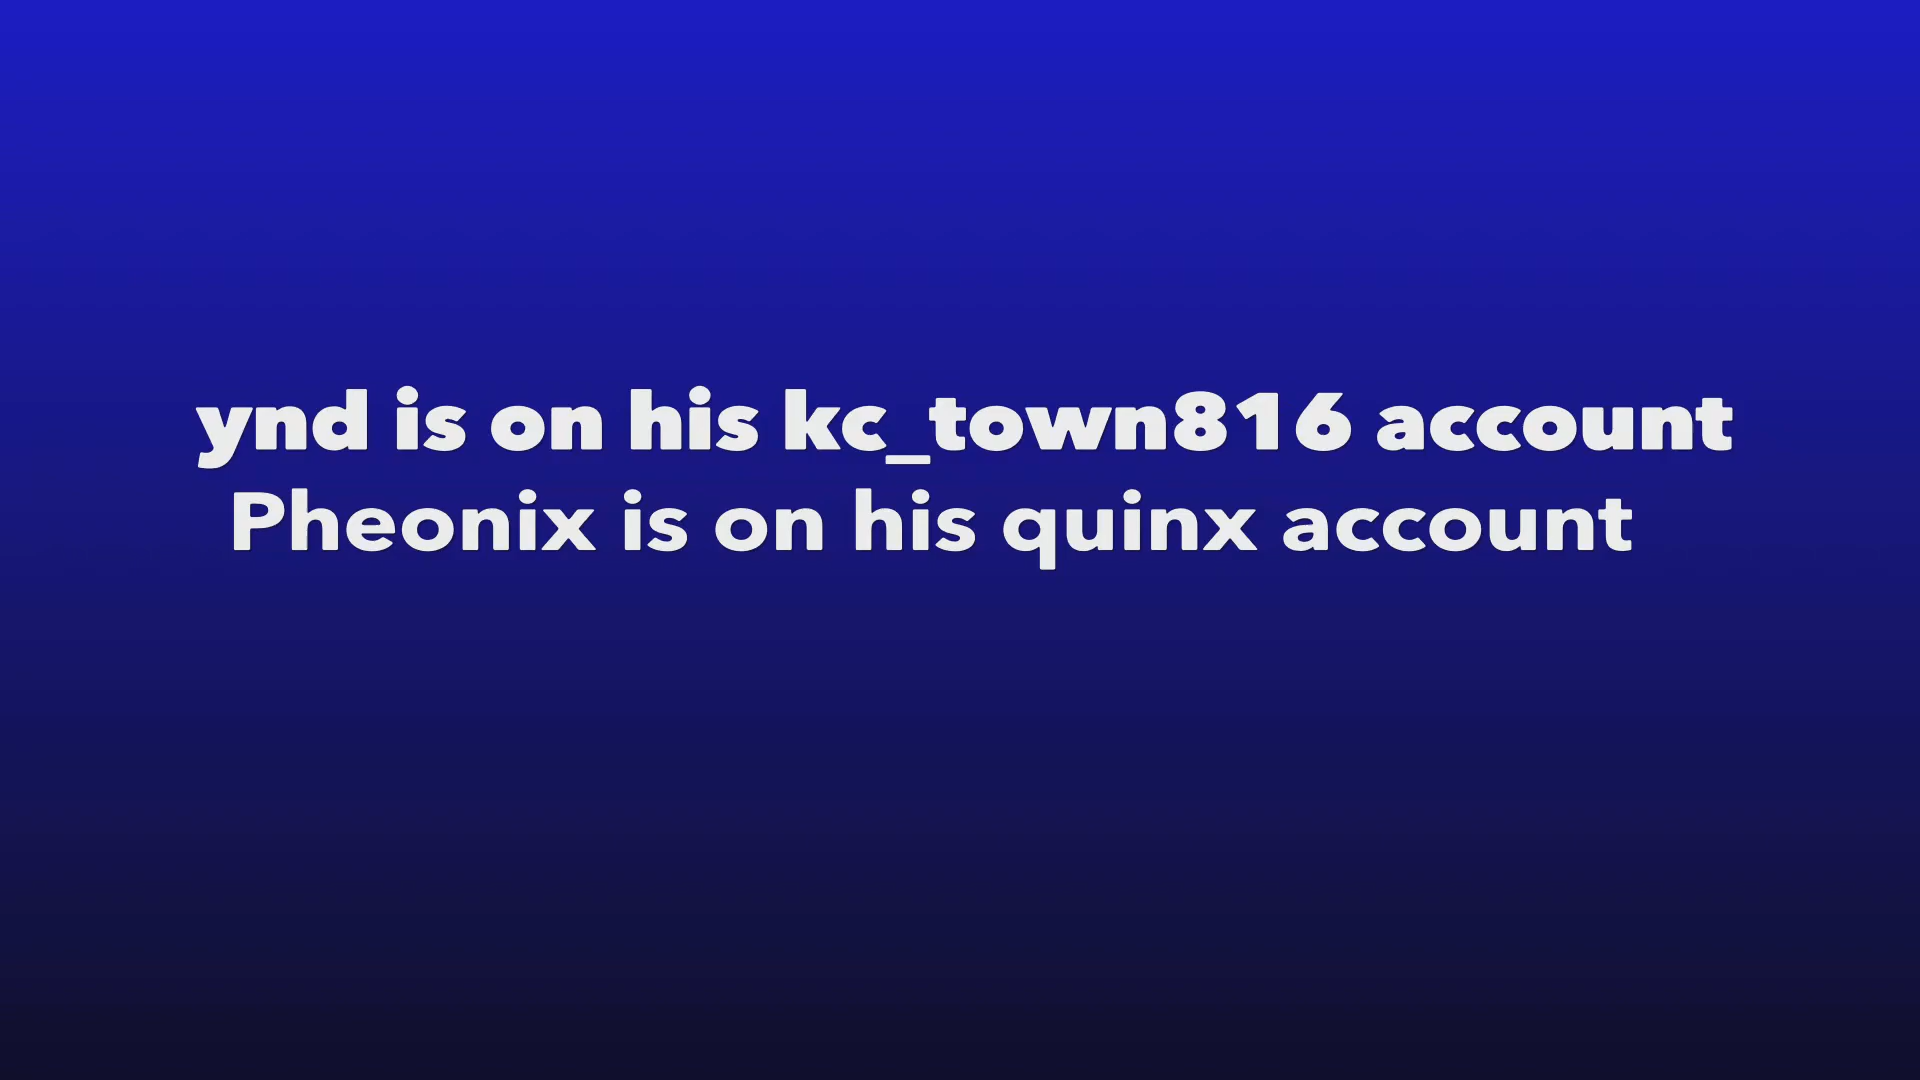 ynd is on his kc_town816 account
Pheonix is on his quinx account